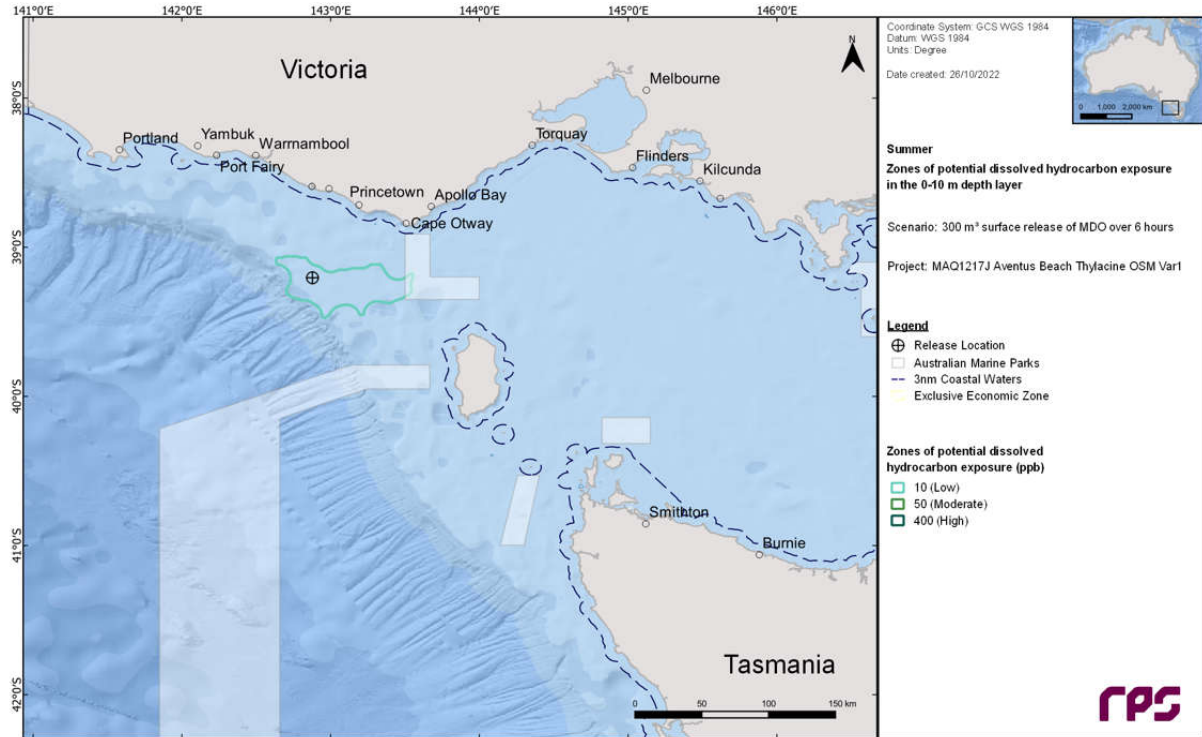 141°0'E
142°0'E
143°0'E
144°0'E
145°0'E
146°0'E
38°0'S
39°0'S
40°0'S
41°0'S
42°0'S
Victoria
N
Melbourne
Portland
Yambuk
Warrnambool
Port Fairy
Torquay
Flinders
Kilcunda
Princetown
Apollo Bay
Cape Otway
Smithton
Burnie
Tasmania
0 50 100 150 km
Coordinate System: GCS WGS 1984
Datum: WGS 1984
Units: Degree
Date created: 26/10/2022
0 1,000 2,000 km
Summer
Zones of potential dissolved hydrocarbon exposure
in the 0-10 m depth layer
Scenario: 300 m³ surface release of MDO over 6 hours
Project: MAQ1217J Aventus Beach Thylacine OSM Var1
Legend
Release Location
Australian Marine Parks
3nm Coastal Waters
Exclusive Economic Zone
Zones of potential dissolved
hydrocarbon exposure (ppb)
10 (Low)
50 (Moderate)
400 (High)
rps